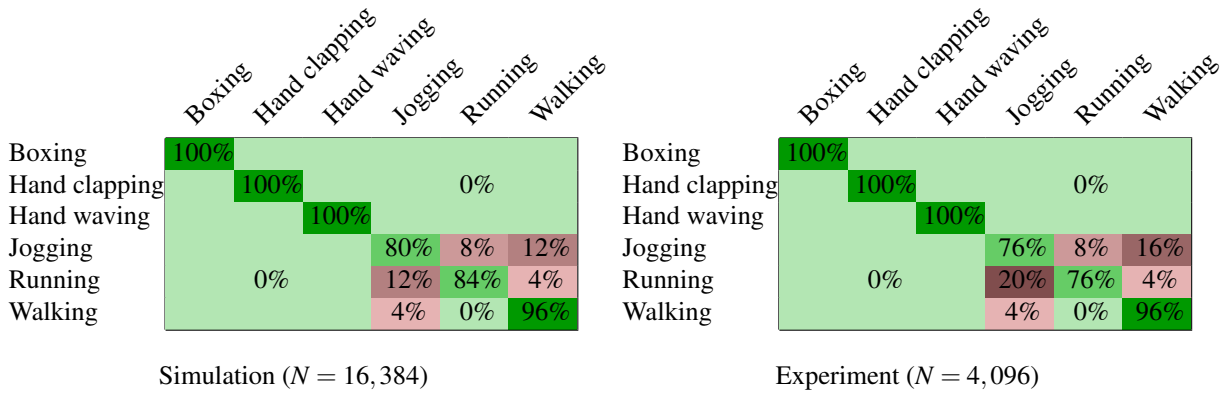 Boxing Hand clapping Hand waving Jogging Running Walking
Boxing 100%
Hand clapping 100% 0%
Hand waving 100%
Jogging 80% 8% 12%
Running 0% 12% 84% 4%
Walking 4% 0% 96%
Simulation (N = 16,384)
Boxing Hand clapping Hand waving Jogging Running Walking
Boxing 100%
Hand clapping 100% 0%
Hand waving 100%
Jogging 76% 8% 16%
Running 0% 20% 76% 4%
Walking 4% 0% 96%
Experiment (N = 4,096)